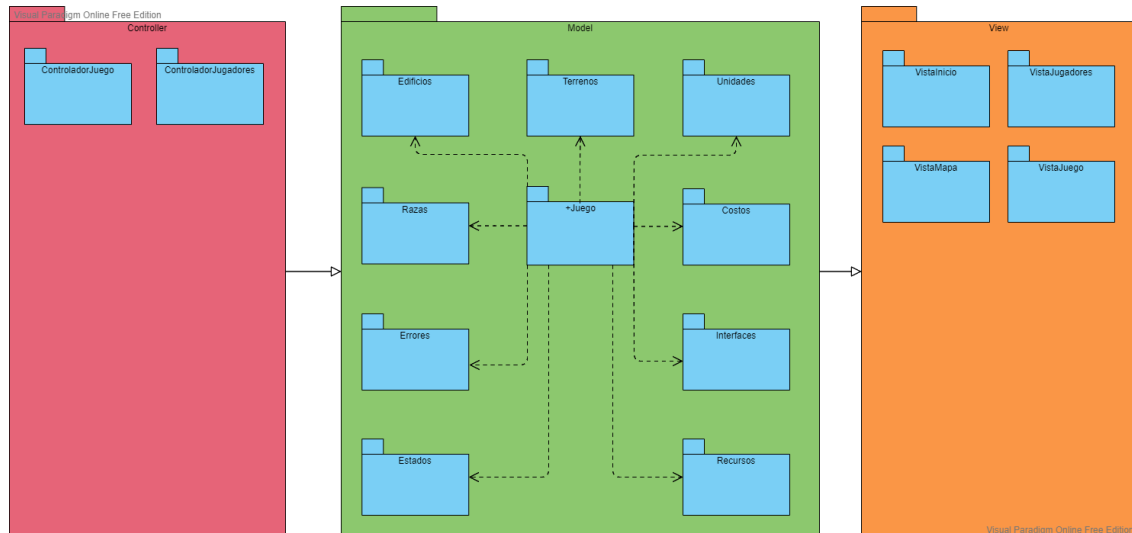 Visual Paradigm Online Free Edition
Controller
ControladorJuego
ControladorJugadores
Model
Edificios
Terrenos
Unidades
Razas
+Juego
Costos
Errores
Interfaces
Estados
Recursos
View
VistaInicio
VistaJugadores
VistaMapa
VistaJuego
Visual Paradigm Online Free Edition